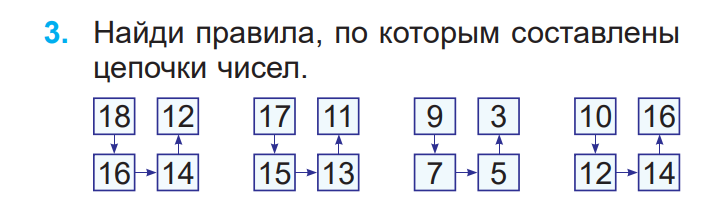 3. Найди правила, по которым составлены
цепочки чисел.
18 12 17 11 9 3 10 16
16 14 15 13 7 5 12 14